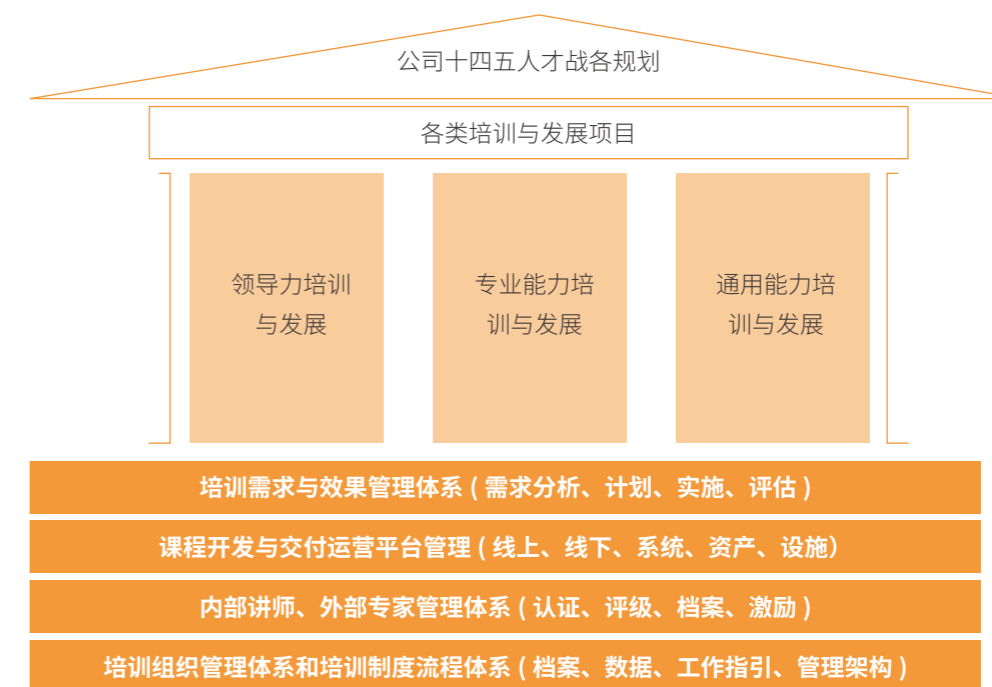 公司十四五人才战各规划
各类培训与发展项目
领导力培训
与发展
专业能力培
训与发展
通用能力培
训与发展
培训需求与效果管理体系 ( 需求分析、计划、实施、评估 )
课程开发与交付运营平台管理 ( 线上、线下、系统、资产、设施）
内部讲师、外部专家管理体系 ( 认证、评级、档案、激励 )
培训组织管理体系和培训制度流程体系 ( 档案、数据、工作指引、管理架构 )